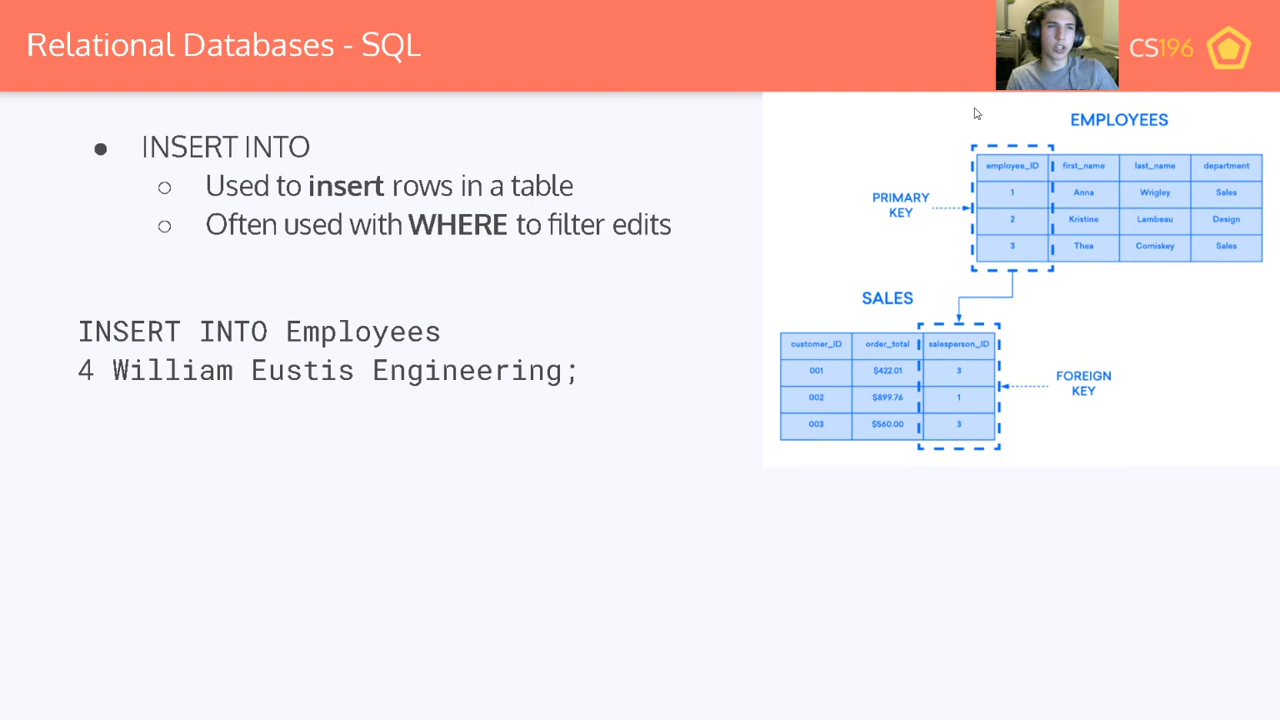 Relational Databases - SQL
CS196
● INSERT INTO
○ Used to insert rows in a table
○ Often used with WHERE to filter edits
INSERT INTO Employees
4 William Eustis Engineering;
EMPLOYEES
PRIMARY
KEY
employee_ID first_name last_name department
1 Anna Wrigley Sales
2 Kristine Lambeau Design
3 Thea Comiskey Sales
SALES
customer_ID order_total salesperson_ID
001 $422.01 3
002 $899.76 1
003 $560.00 3
FOREIGN
KEY